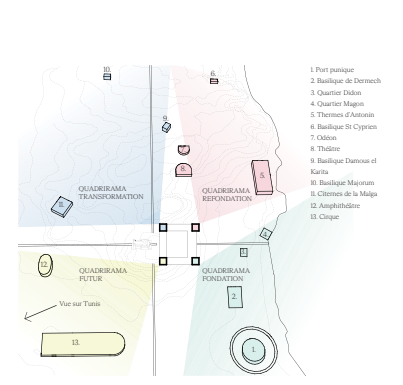 10.
6.
9.
7.
8.
5.
11.
QUADRIRAMA
TRANSFORMATION
QUADRIRAMA
REFONDATION
4.
3.
12.
QUADRIRAMA
FUTUR
QUADRIRAMA
FONDATION
2.
Vue sur Tunis
13.
1.
1. Port punique
2. Basilique de Dermech
3. Quartier Didon
4. Quartier Magon
5. Thermes d'Antonin
6. Basilique St Cyprien
7. Odéon
8. Théâtre
9. Basilique Damous el
Karita
10. Basilique Majorum
11. Citernes de la Malga
12. Amphithéâtre
13. Cirque